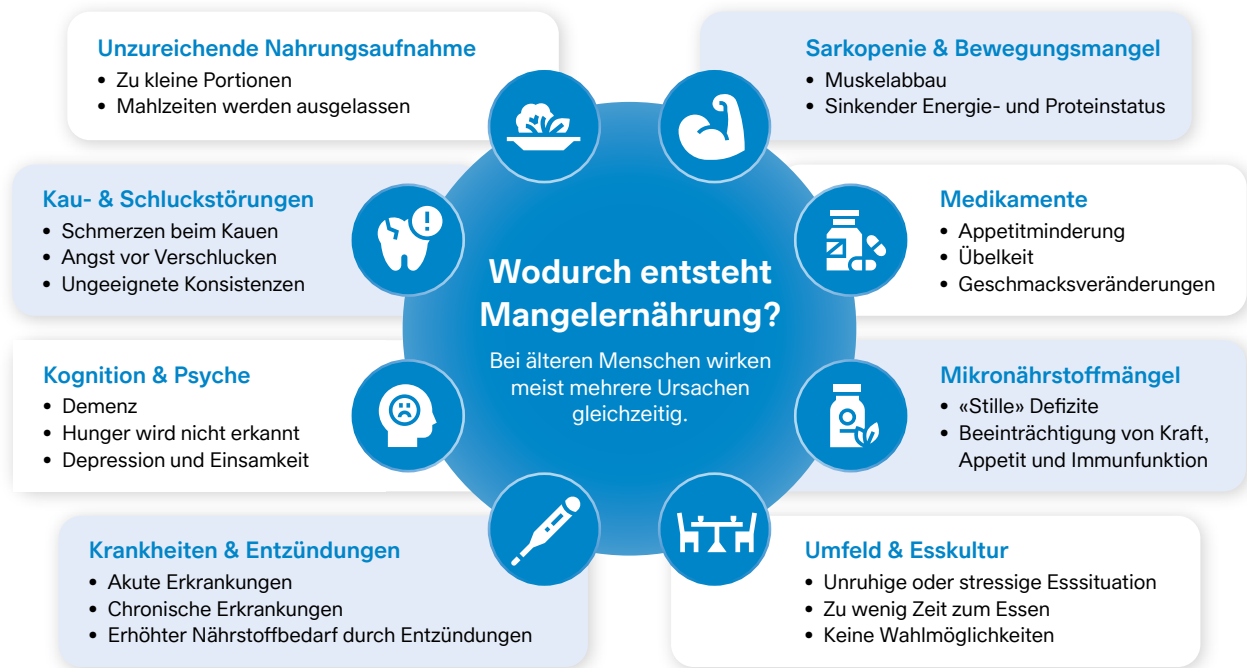 Unzureichende Nahrungsaufnahme
• Zu kleine Portionen
• Mahlzeiten werden ausgelassen
Sarkopenie & Bewegungsmangel
• Muskelabbau
• Sinkender Energie- und Proteinstatus
Kau- & Schluckstörungen
• Schmerzen beim Kauen
• Angst vor Verschlucken
• Ungeeignete Konsistenzen
Medikamente
• Appetitminderung
• Übelkeit
• Geschmacksveränderungen
Wodurch entsteht
Mangelernährung?
Bei älteren Menschen wirken
meist mehrere Ursachen
gleichzeitig.
Kognition & Psyche
• Demenz
• Hunger wird nicht erkannt
• Depression und Einsamkeit
Mikronährstoffmängel
• «Stille» Defizite
• Beeinträchtigung von Kraft,
Appetit und Immunfunktion
Krankheiten & Entzündungen
• Akute Erkrankungen
• Chronische Erkrankungen
• Erhöhter Nährstoffbedarf durch Entzündungen
Umfeld & Esskultur
• Unruhige oder stressige Esssituation
• Zu wenig Zeit zum Essen
• Keine Wahlmöglichkeiten